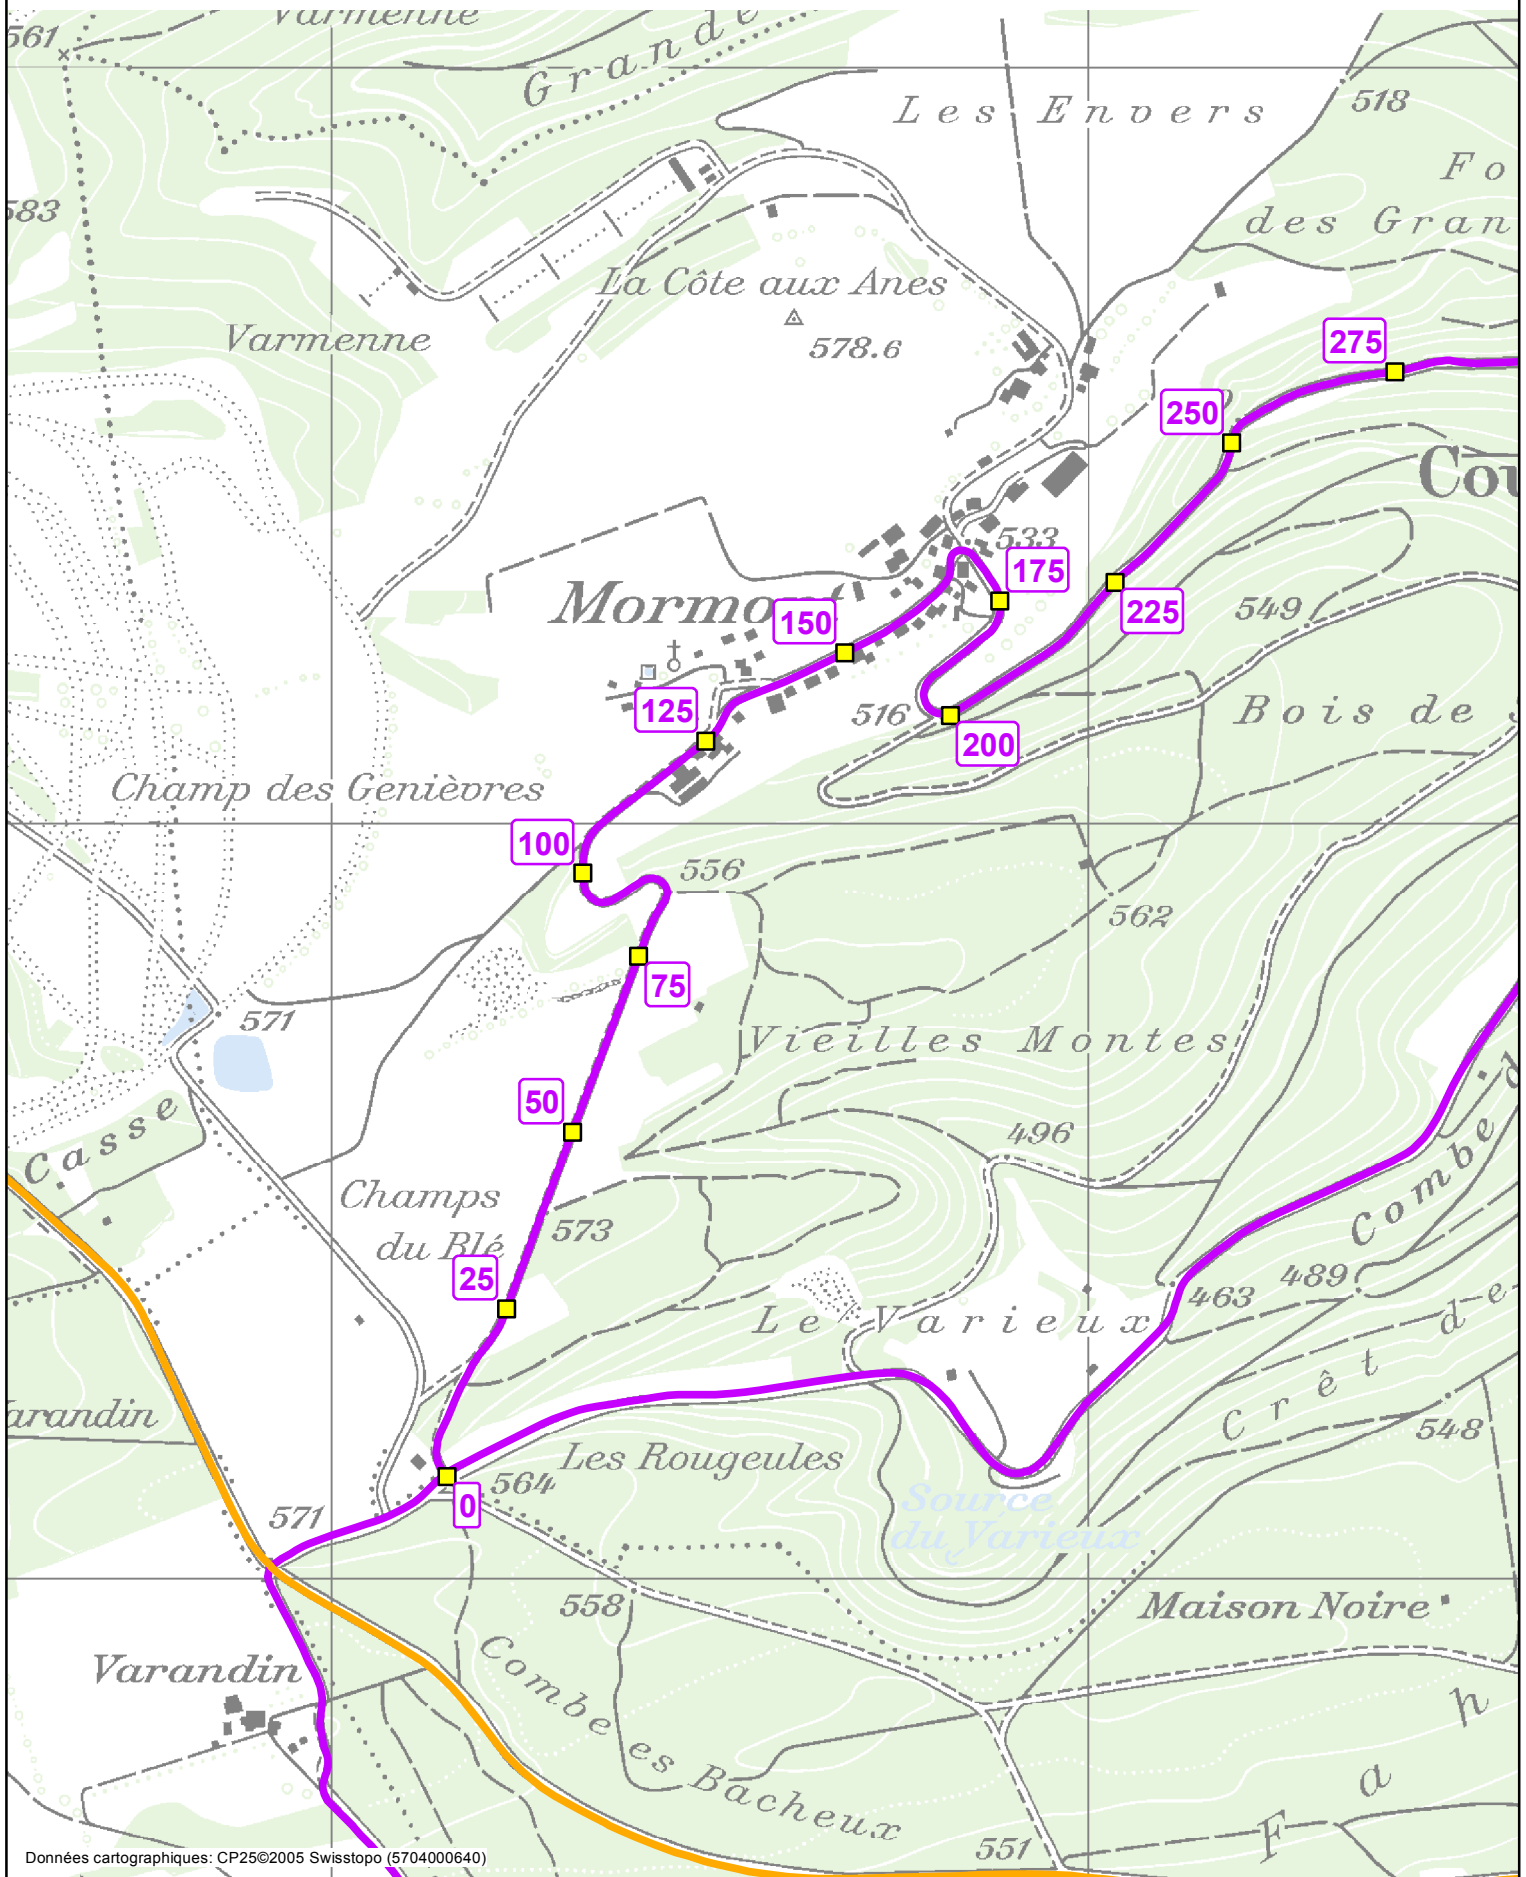 Varmenne
561
Grande
Les Envers
518
Fo
583
des Gran
La Côte aux Anes
578.6
Varmenne
275
250
Cou
533
175
Mormont
150
225
549
125
516
Bois de
200
Champ des Genièvres
100
556
562
75
571
Vieilles Montes
50
496
Casse
Combe d
Champs
du Blé
573
25
489
463
Le Varieux
Crêt de
arandin
548
Les Rougeules
564
0
571
Source
du Varieux
558
Maison Noire
Varandin
Combe es Bacheux
h
a
F
551
Données cartographiques: CP25©2005 Swisstopo (5704000640)